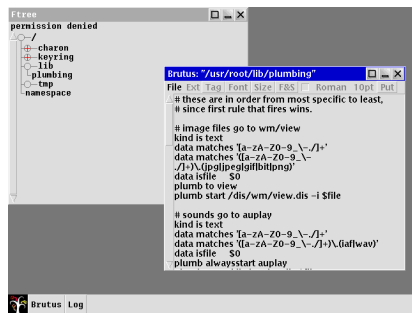 Ftree
permission denied
/
charon
keyring
lib
plumbing
tmp
namespace
Brutus: "/usr/root/lib/plumbing"
File Ext Tag Font Size F&S Roman 10pt Put
# these are in order from most specific to least,
# since first rule that fires wins.
# image files go to wm/view
kind is text
data matches '[a-zA-Z0-9_\-./]+'
data matches '([a-zA-Z0-9_\-
./]+)\.(jpg|jpeg|gif|bit|png)'
data isfile $0
plumb to view
plumb start /dis/wm/view.dis -i $file
# sounds go to auplay
kind is text
data matches '[a-zA-Z0-9_\-./]+'
data matches '([a-zA-Z0-9_\-./]+)\.(iaf|wav)'
data isfile $0
plumb alwaysstart auplay
Brutus Log